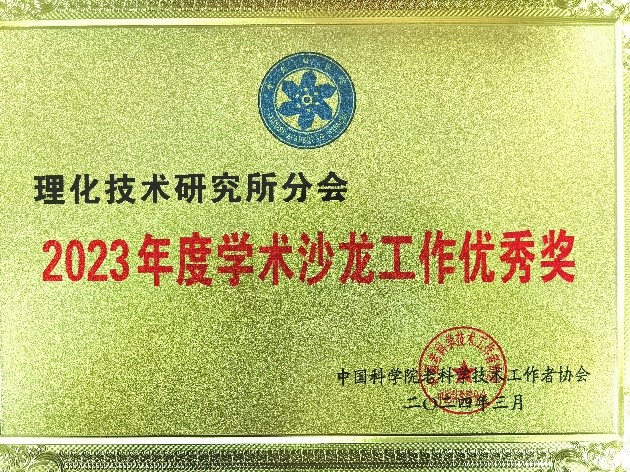 理化技术研究所分会
2023年度学术沙龙工作优秀奖
中国科学院老科学技术工作者协会
二〇二四年三月